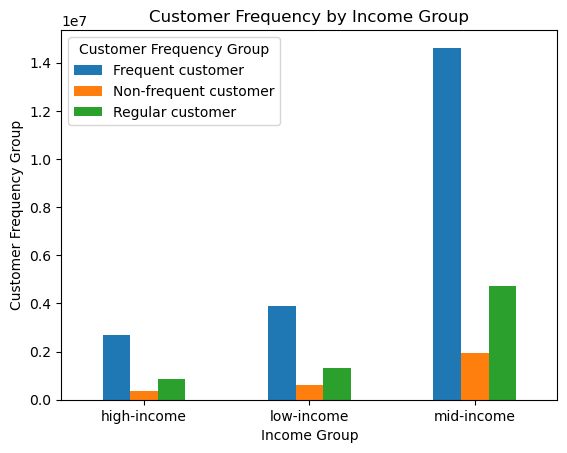 Customer Frequency by Income Group
1e7
Customer Frequency Group
Frequent customer
Non-frequent customer
Regular customer
1.4
1.2
1.0
0.8
0.6
0.4
0.2
0.0
Customer Frequency Group
high-income
low-income
mid-income
Income Group